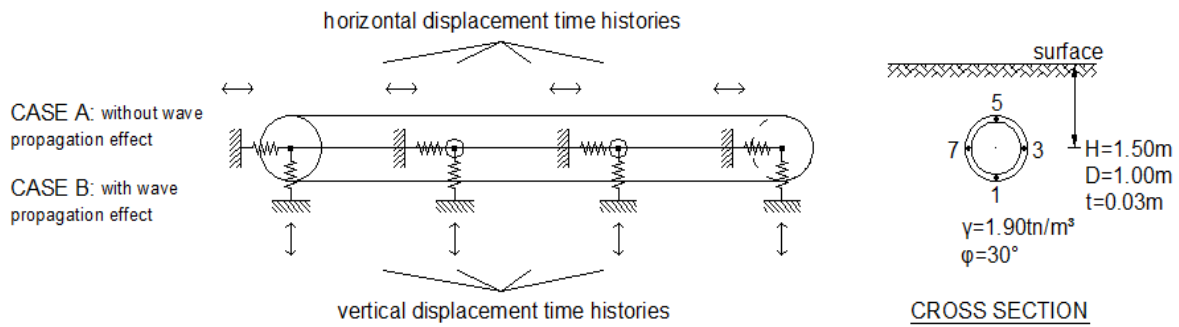 horizontal displacement time histories
CASE A: without wave
propagation effect
CASE B: with wave
propagation effect
vertical displacement time histories
surface
5
7
3
1
H=1.50m
D=1.00m
t=0.03m
γ=1.90tn/m³
φ=30°
CROSS SECTION